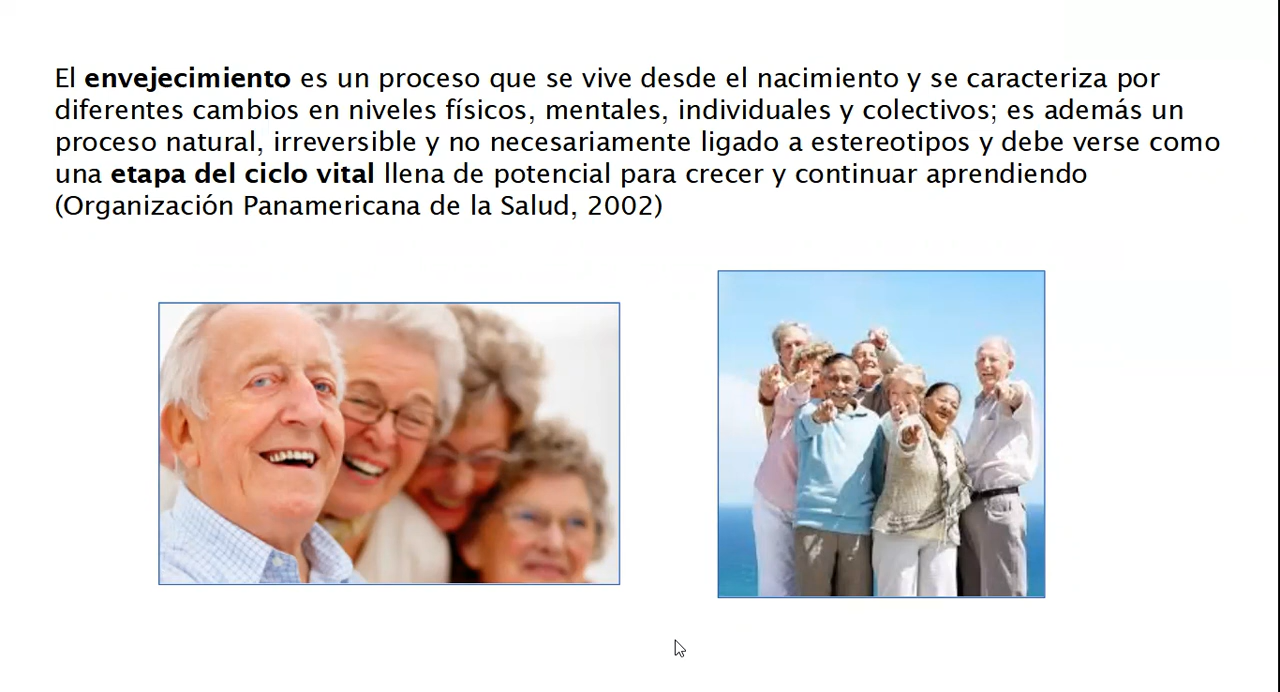 El envejecimiento es un proceso que se vive desde el nacimiento y se caracteriza por
diferentes cambios en niveles físicos, mentales, individuales y colectivos; es además un
proceso natural, irreversible y no necesariamente ligado a estereotipos y debe verse como
una etapa del ciclo vital llena de potencial para crecer y continuar aprendiendo
(Organización Panamericana de la Salud, 2002)